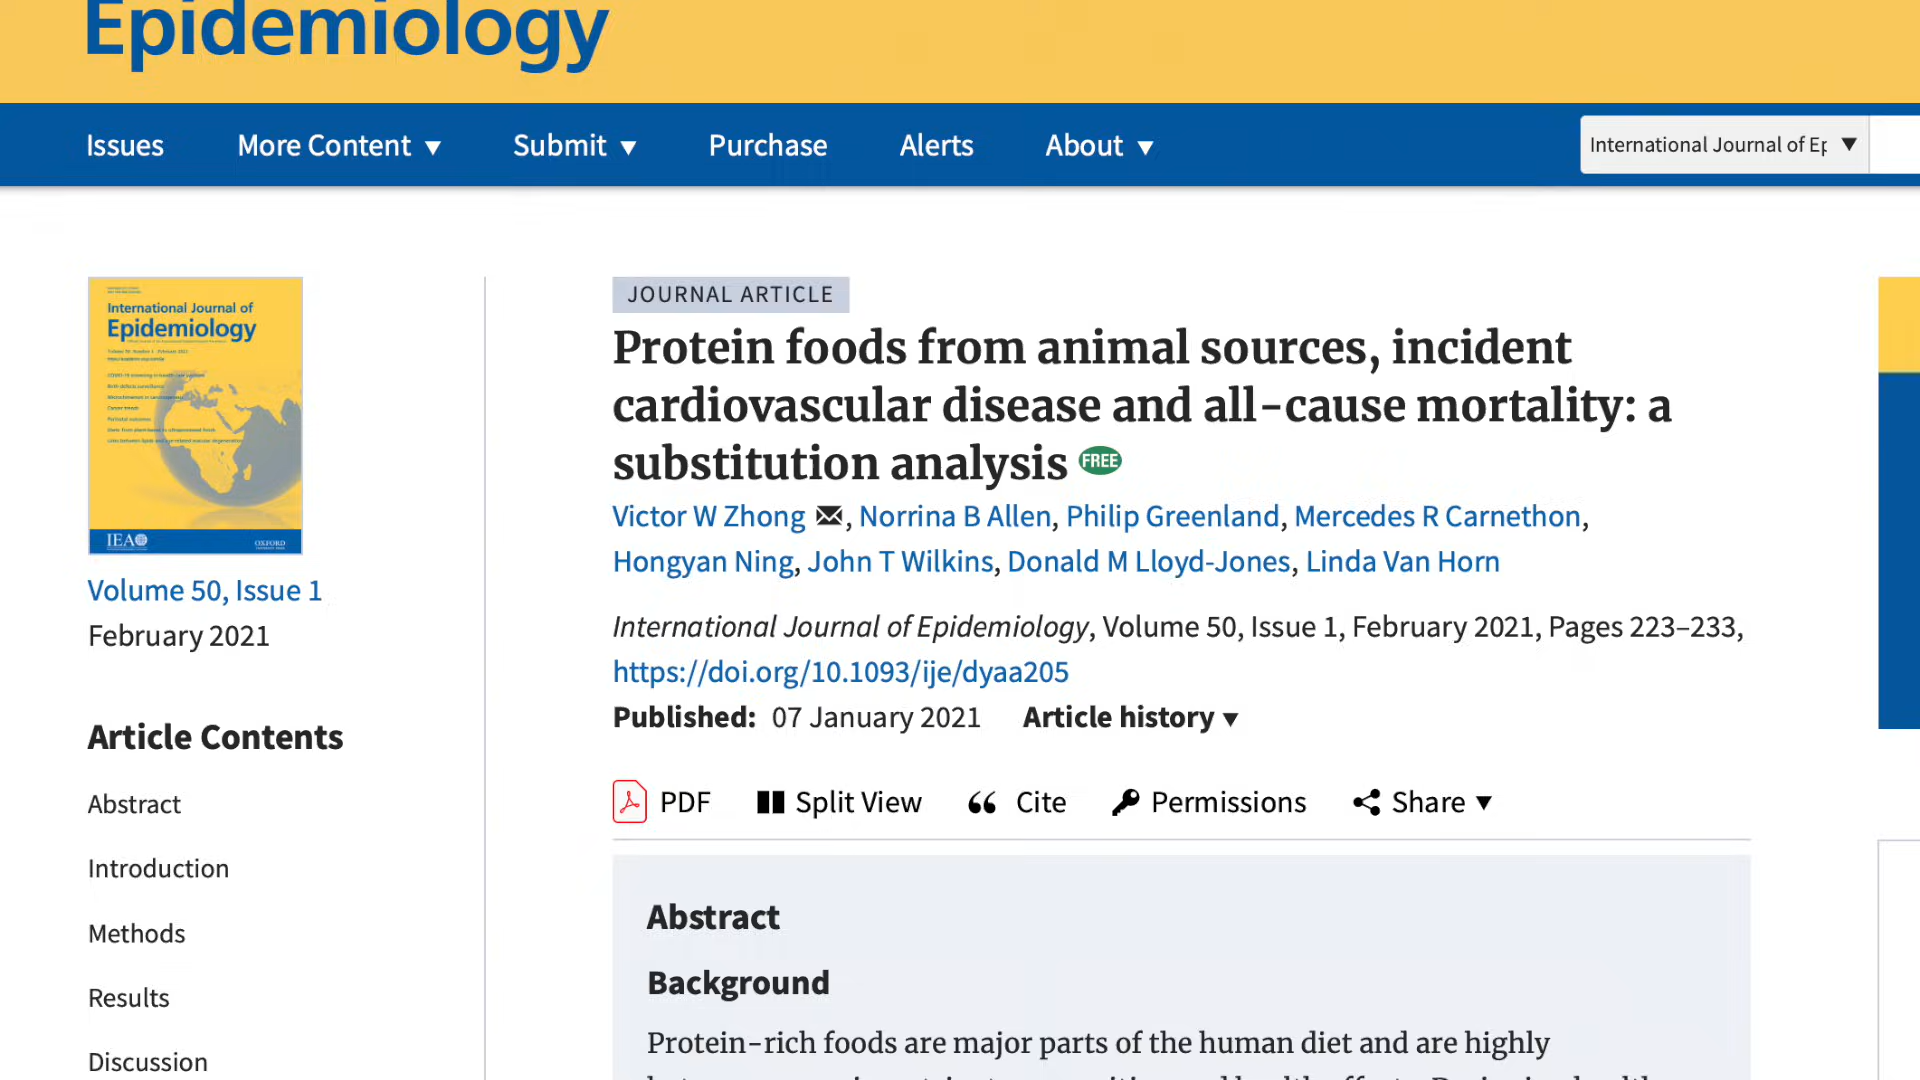 Epidemiology
Issues
More Content
Submit
Purchase
Alerts
About
International Journal of Ep
International Journal of
Epidemiology
IEA
OXFORD
Volume 50, Issue 1
February 2021
Article Contents
Abstract
Introduction
Methods
Results
Discussion
JOURNAL ARTICLE
Protein foods from animal sources, incident
cardiovascular disease and all-cause mortality: a
substitution analysis FREE
Victor W Zhong, Norrina B Allen, Philip Greenland, Mercedes R Carnethon,
Hongyan Ning, John T Wilkins, Donald M Lloyd-Jones, Linda Van Horn
International Journal of Epidemiology, Volume 50, Issue 1, February 2021, Pages 223–233,
https://doi.org/10.1093/ije/dyaa205
Published: 07 January 2021 Article history
PDF
Split View
Cite
Permissions
Share
Abstract
Background
Protein-rich foods are major parts of the human diet and are highly